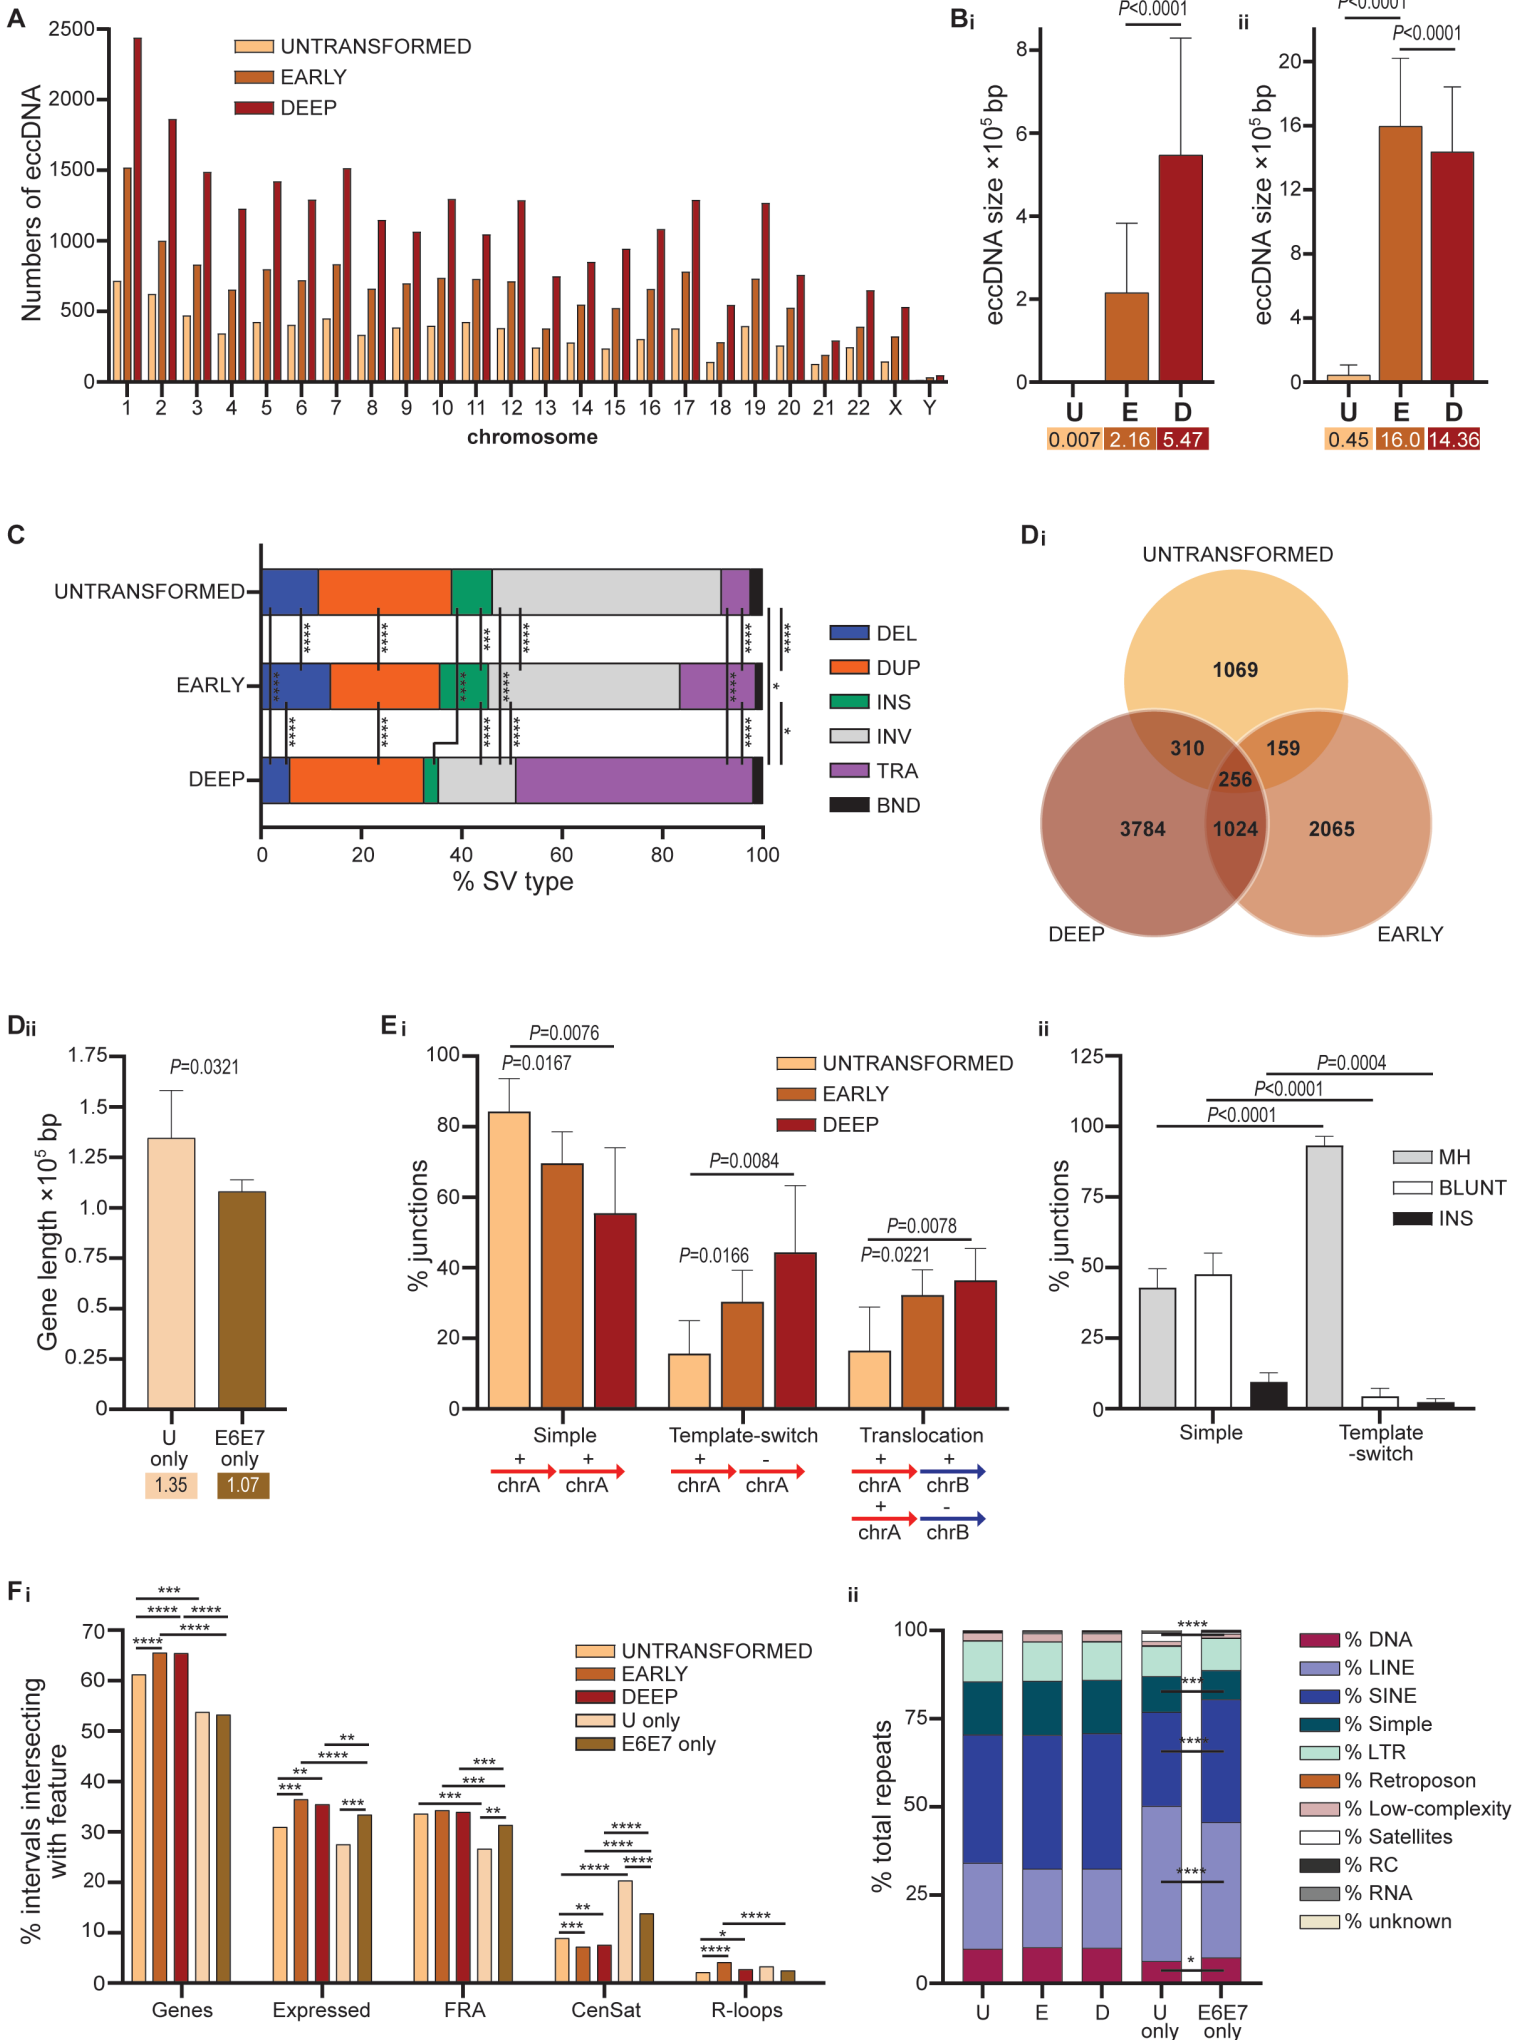 A
Numbers of eccDNA
2500
2000
1500
1000
500
0
UNTRANSFORMED
EARLY
DEEP
1 2 3 4 5 6 7 8 9 10 11 12 13 14 15 16 17 18 19 20 21 22 X Y
chromosome
Bi
P<0.0001
eccDNA size ×10⁵ bp
8
6
4
2
0
U E D
0.007 2.16 5.47
ii
P<0.0001
P<0.0001
eccDNA size ×10⁵ bp
20
16
12
8
4
0
U E D
0.45 16.0 14.36
C
UNTRANSFORMED
**** **** *** **** **** ****
EARLY
**** **** **** **** *
**** **** *** **** **** *
DEEP
0 20 40 60 80 100
% SV type
DEL
DUP
INS
INV
TRA
BND
Di
UNTRANSFORMED
1069
310 159
256
3784 1024 2065
DEEP
EARLY
Dii
Gene length ×10⁵ bp
1.75
1.5
1.25
1.0
0.75
0.5
0.25
0
P=0.0321
U only
E6E7 only
1.35 1.07
Ei
% junctions
100
80
60
40
20
0
P=0.0076
P=0.0167
P=0.0084
P=0.0166
P=0.0078
P=0.0221
UNTRANSFORMED
EARLY
DEEP
Simple Template-switch Translocation
+ + + - + +
chrA chrA chrA chrA chrA chrB
+ -
chrA chrB
ii
% junctions
125
100
75
50
25
0
P=0.0004
P<0.0001
P<0.0001
MH
BLUNT
INS
Simple
Template
-switch
Fi
% intervals intersecting
with feature
70
60
50
40
30
20
10
0
***
**** ****
****
****
**
****
**
*** ***
***
***
***
**
****
****
**** ****
**
***
****
*
****
UNTRANSFORMED
EARLY
DEEP
U only
E6E7 only
Genes Expressed FRA CenSat R-loops
ii
% total repeats
100
75
50
25
0
****
***
****
****
*
U E D
U only
E6E7 only
% DNA
% LINE
% SINE
% Simple
% LTR
% Retroposon
% Low-complexity
% Satellites
% RC
% RNA
% unknown